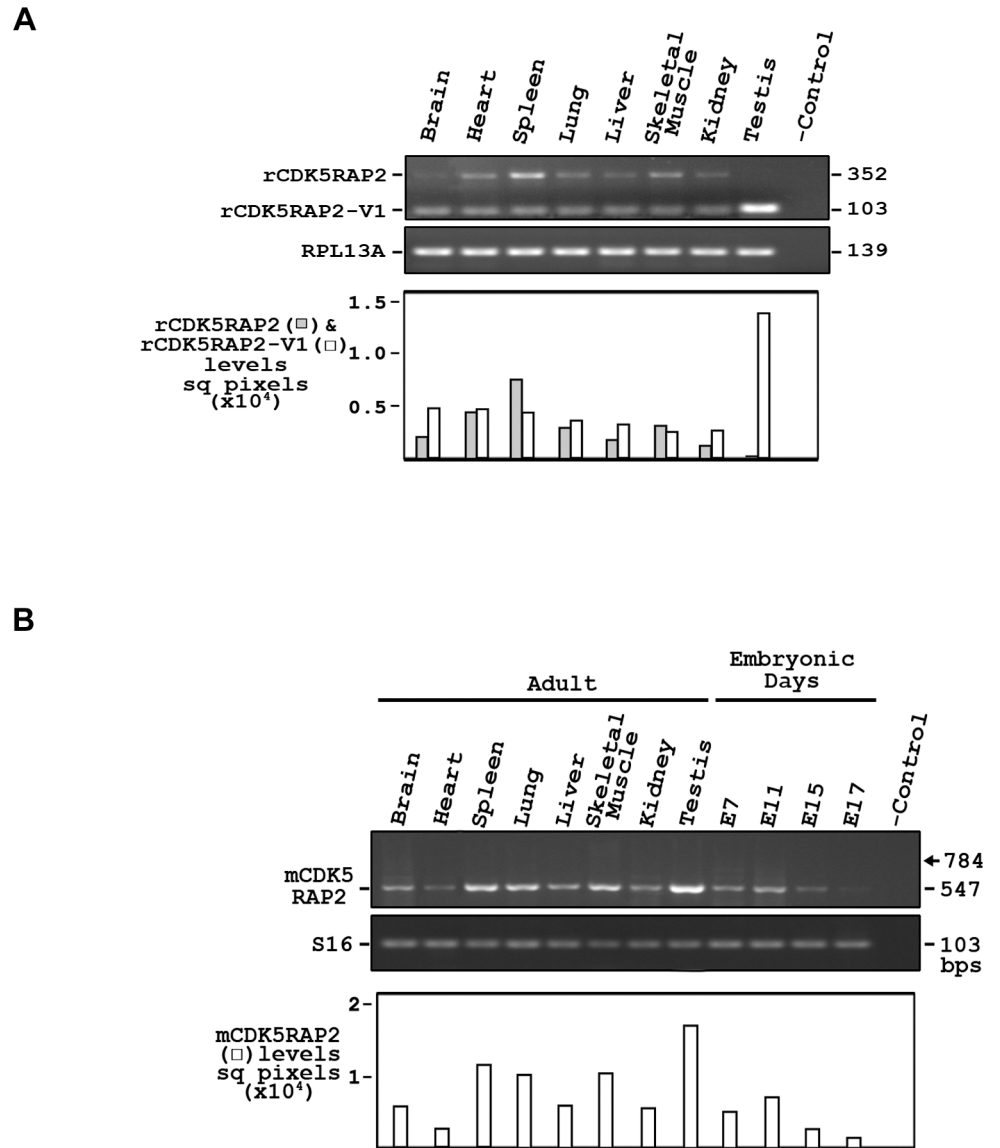 A
Brain
Heart
Spleen
Lung
Liver
Skeletal
Muscle
Kidney
Testis
-Control
rCDK5RAP2
352
rCDK5RAP2-V1
103
RPL13A
139
1.5
rCDK5RAP2(□)&
rCDK5RAP2-V1(□)
levels
sq pixels
(x10⁴)
1.0
0.5
B
Embryonic
Days
Adult
Brain
Heart
Spleen
Lung
Liver
Skeletal
Muscle
Kidney
Testis
E7
E11
E15
E17
-Control
784
mCDK5
RAP2
547
S16
103
bps
2
mCDK5RAP2
(□)levels
sq pixels
(x10⁴)
1